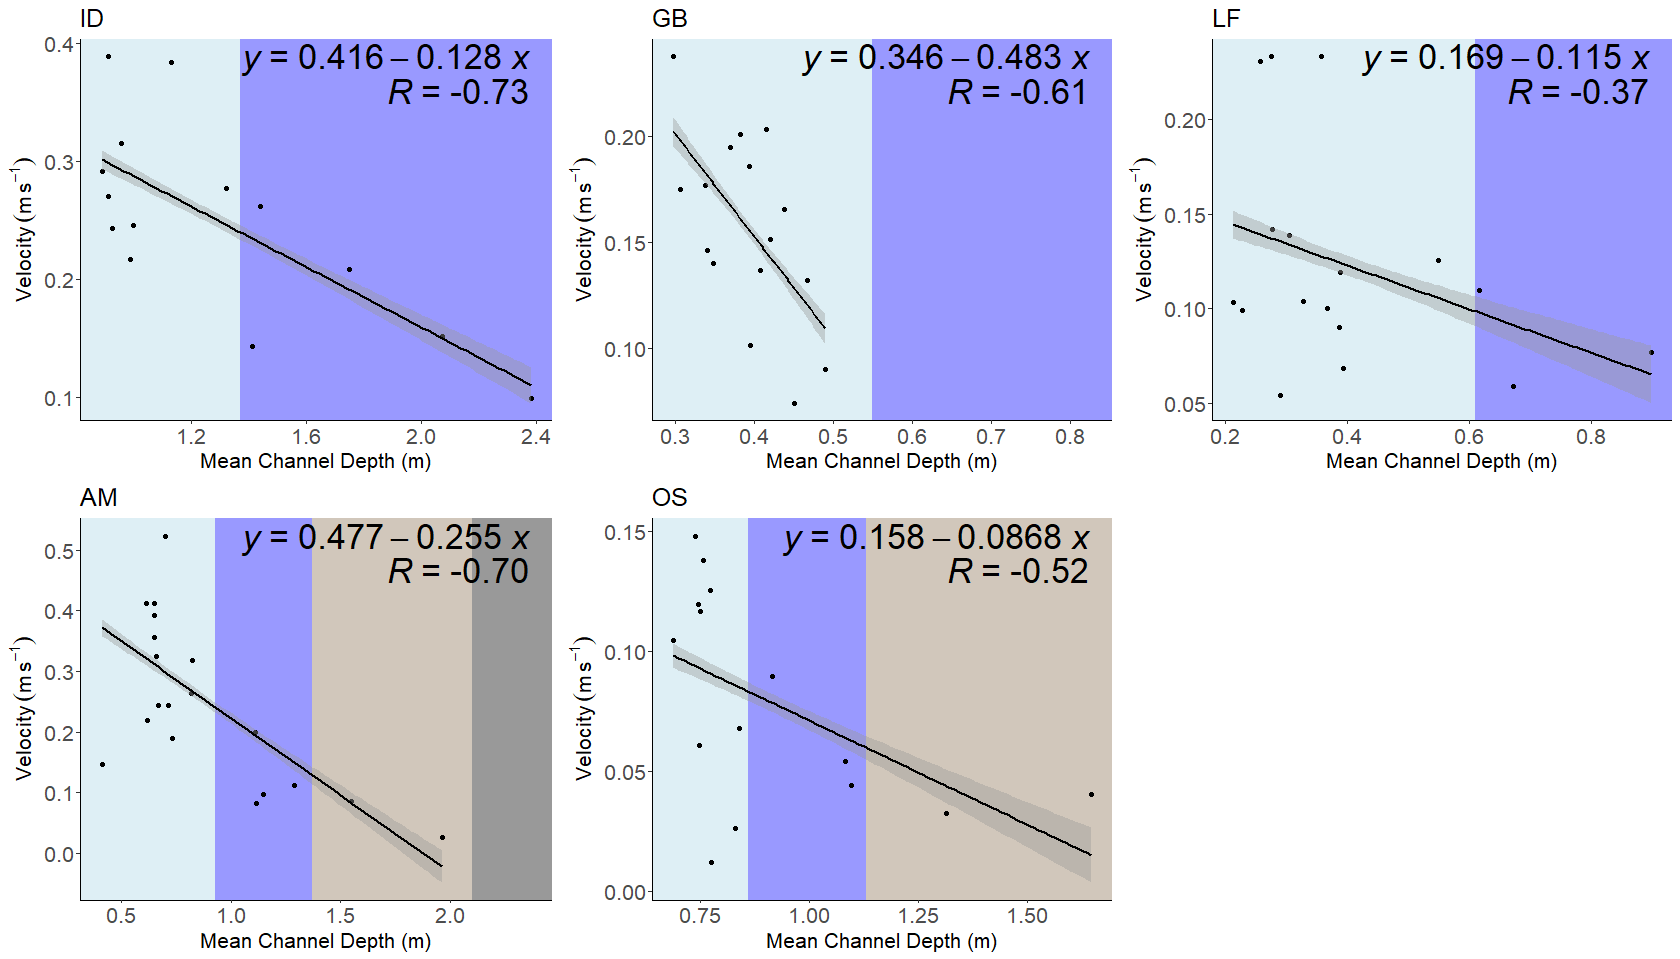 ID
y = 0.416 – 0.128 x
R = -0.73
0.4
0.3
0.2
0.1
Velocity (m s⁻¹)
1.2 1.6 2.0 2.4
Mean Channel Depth (m)
GB
y = 0.346 – 0.483 x
R = -0.61
0.20
0.15
0.10
Velocity (m s⁻¹)
0.3 0.4 0.5 0.6 0.7 0.8
Mean Channel Depth (m)
LF
y = 0.169 – 0.115 x
R = -0.37
0.20
0.15
0.10
0.05
Velocity (m s⁻¹)
0.2 0.4 0.6 0.8
Mean Channel Depth (m)
AM
y = 0.477 – 0.255 x
R = -0.70
0.5
0.4
0.3
0.2
0.1
0.0
Velocity (m s⁻¹)
0.5 1.0 1.5 2.0
Mean Channel Depth (m)
OS
y = 0.158 – 0.0868 x
R = -0.52
0.15
0.10
0.05
0.00
Velocity (m s⁻¹)
0.75 1.00 1.25 1.50
Mean Channel Depth (m)